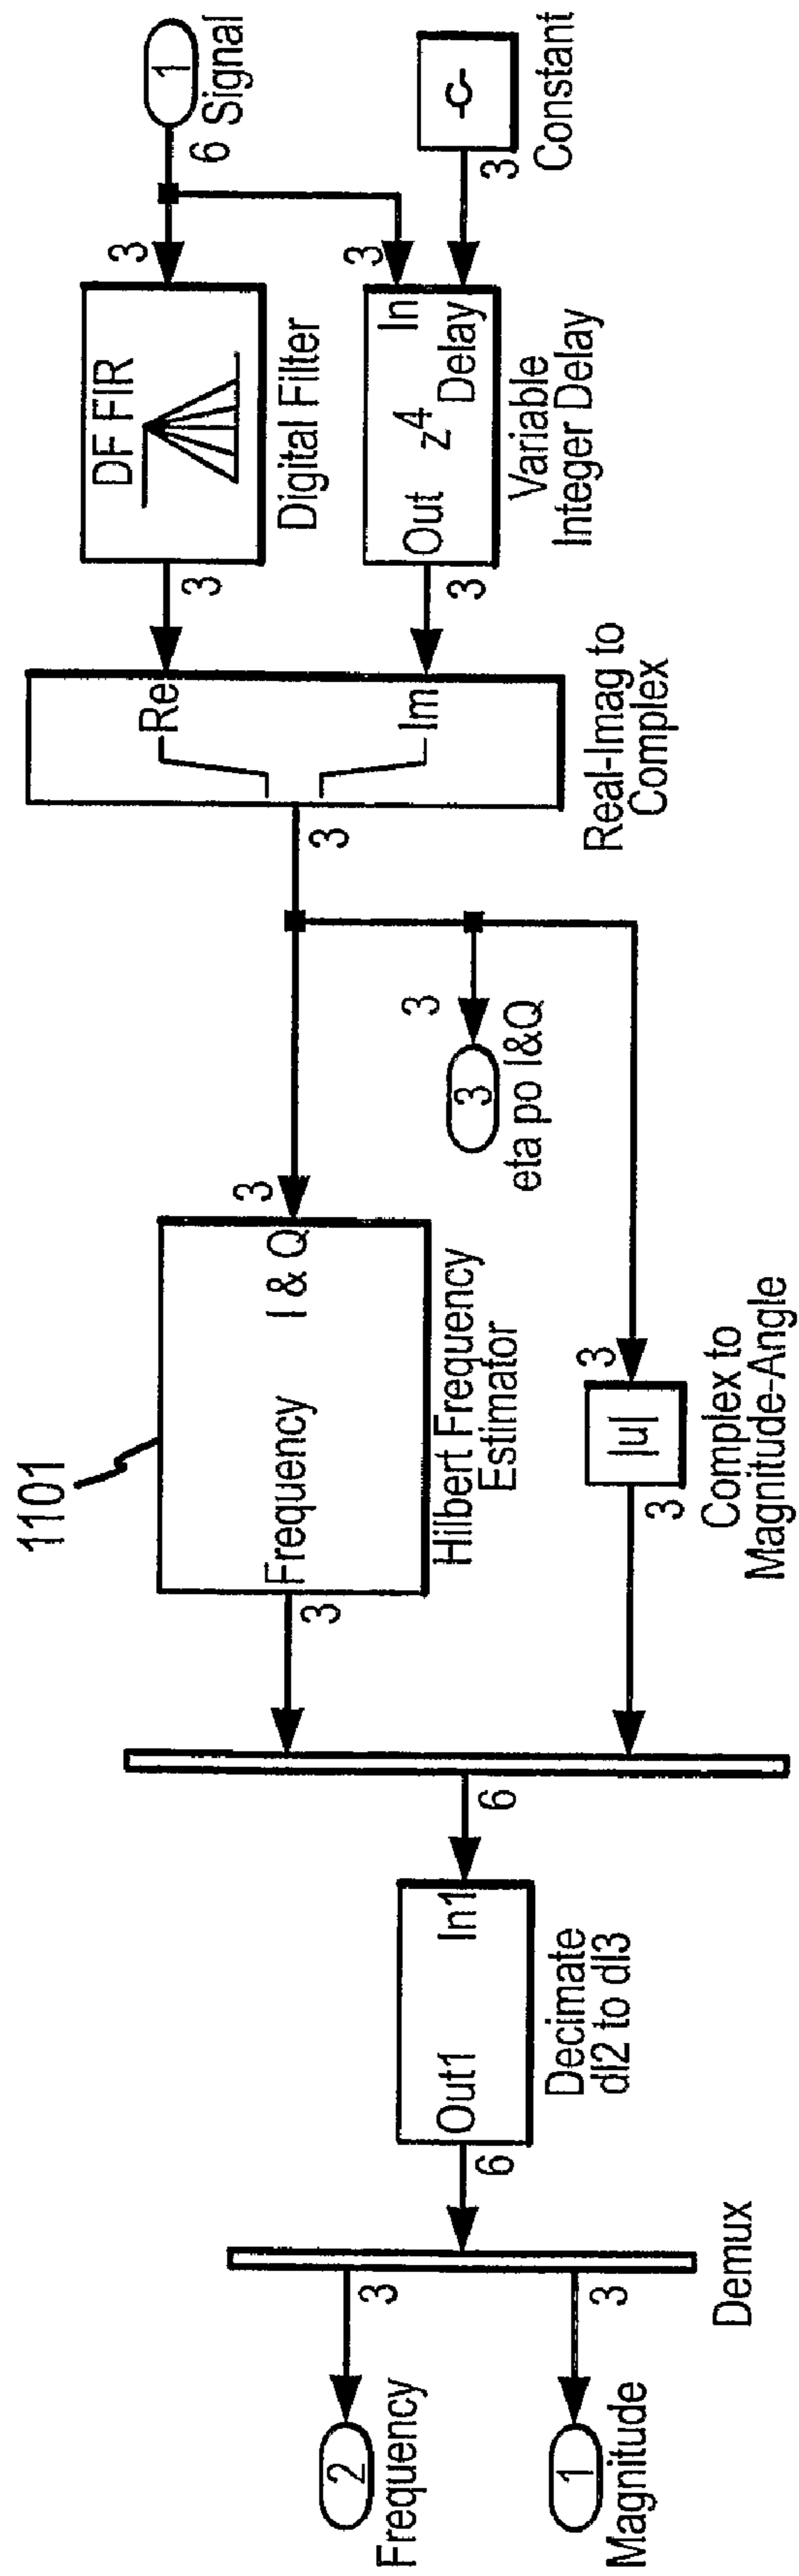 1
6
Signal
3
DF FIR
Digital Filter
3
3
In
Out
z4
Delay
Variable
Integer Delay
3
3
Constant
Re
Im
Real-Imag to
Complex
3
3
3
eta po I&Q
3
I & Q
Frequency
Hilbert Frequency
Estimator
1101
3
3
|u|
Complex to
Magnitude-Angle
3
6
In1
Out1
Decimate
dl2 to dl3
6
Demux
3
2
Frequency
3
1
Magnitude